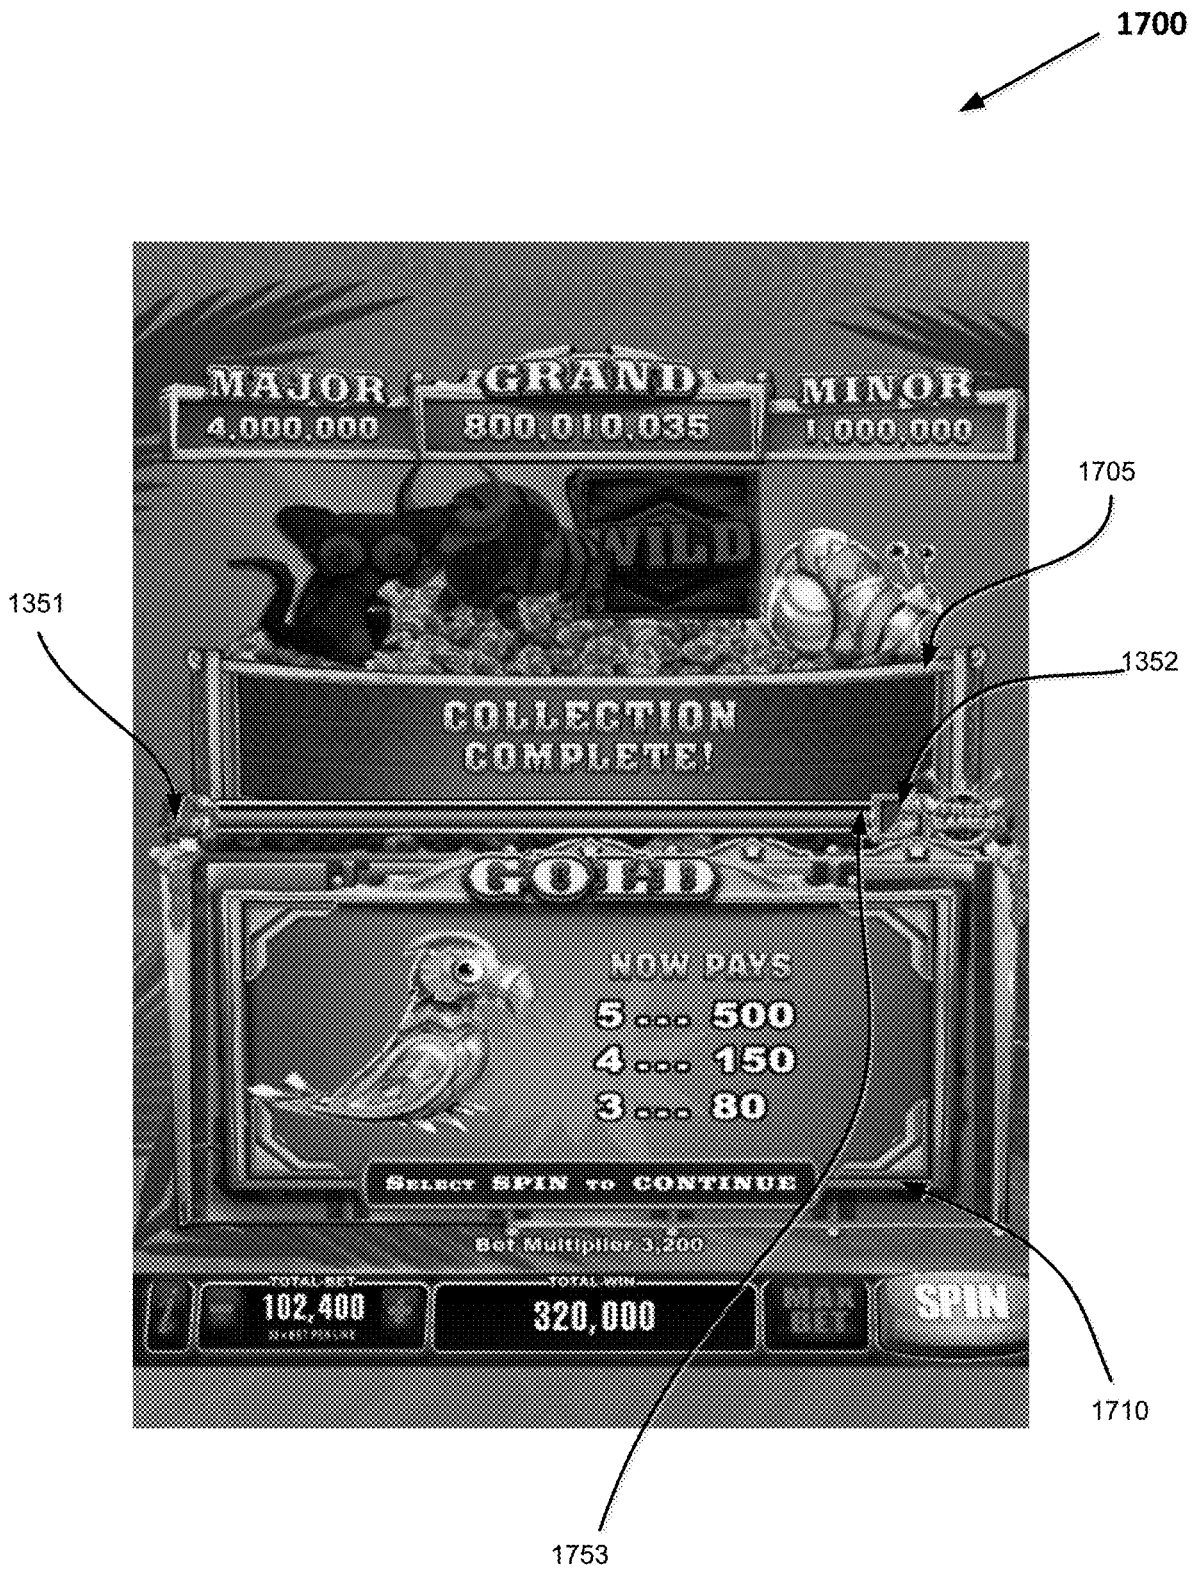 1700
MAJOR
GRAND
MINOR
4,000,000
800,010,035
1,000,000
1705
WILD
1351
1352
COLLECTION
COMPLETE!
GOLD
NOW PAYS
5 --- 500
4 --- 150
3 --- 80
SELECT SPIN TO CONTINUE
Bet Multiplier 3,200
TOTAL BET
TOTAL WIN
102,400
320,000
BET
SPIN
1710
1753